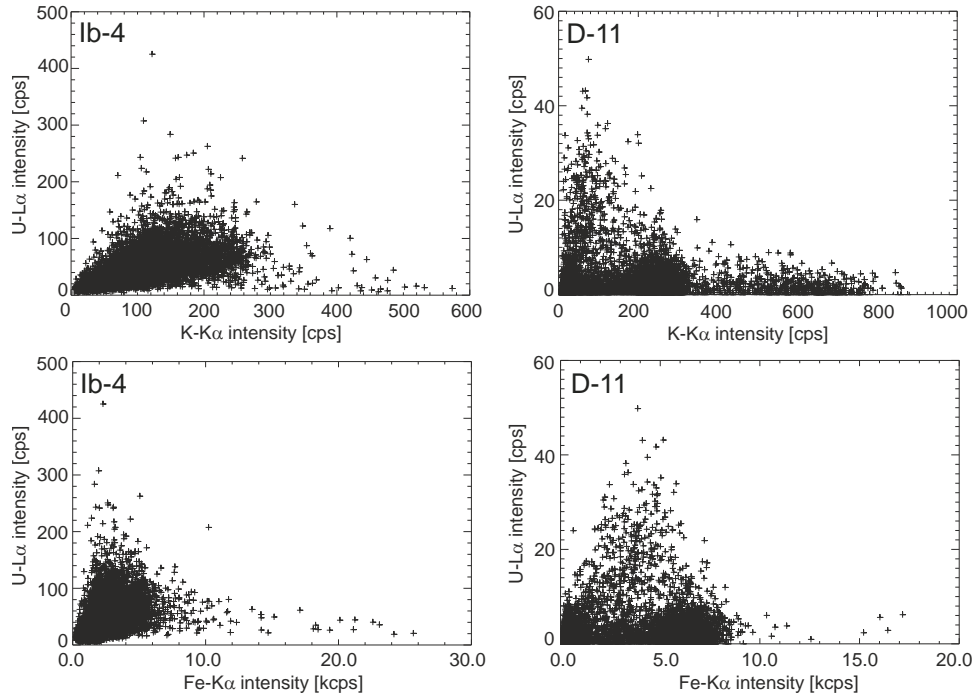 Ib-4
500
400
300
200
100
0
U-Lα intensity [cps]
0 100 200 300 400 500 600
K-Kα intensity [cps]
D-11
60
40
20
0
U-Lα intensity [cps]
0 200 400 600 800 1000
K-Kα intensity [cps]
Ib-4
500
400
300
200
100
0
U-Lα intensity [cps]
0.0 10.0 20.0 30.0
Fe-Kα intensity [kcps]
D-11
60
40
20
0
U-Lα intensity [cps]
0.0 5.0 10.0 15.0 20.0
Fe-Kα intensity [kcps]